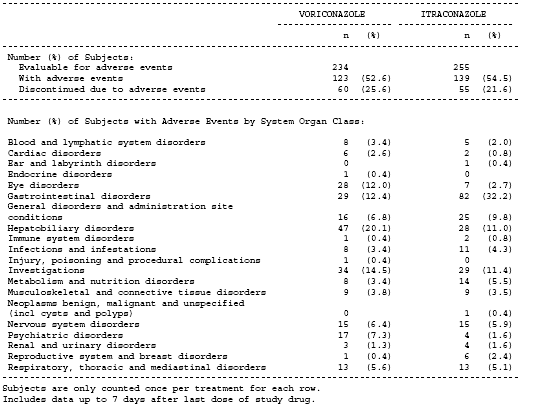 VORICONAZOLE ITRACONAZOLE
n (%) n (%)
Number (%) of Subjects:
Evaluable for adverse events 234 255
With adverse events 123 (52.6) 139 (54.5)
Discontinued due to adverse events 60 (25.6) 55 (21.6)
Number (%) of Subjects with Adverse Events by System Organ Class:
Blood and lymphatic system disorders 8 (3.4) 5 (2.0)
Cardiac disorders 6 (2.6) 2 (0.8)
Ear and labyrinth disorders 0 1 (0.4)
Endocrine disorders 1 (0.4) 0
Eye disorders 28 (12.0) 7 (2.7)
Gastrointestinal disorders 29 (12.4) 82 (32.2)
General disorders and administration site
conditions 16 (6.8) 25 (9.8)
Hepatobiliary disorders 47 (20.1) 28 (11.0)
Immune system disorders 1 (0.4) 2 (0.8)
Infections and infestations 8 (3.4) 11 (4.3)
Injury, poisoning and procedural complications 1 (0.4) 0
Investigations 34 (14.5) 29 (11.4)
Metabolism and nutrition disorders 8 (3.4) 14 (5.5)
Musculoskeletal and connective tissue disorders 9 (3.8) 9 (3.5)
Neoplasms benign, malignant and unspecified
(incl cysts and polyps) 0 1 (0.4)
Nervous system disorders 15 (6.4) 15 (5.9)
Psychiatric disorders 17 (7.3) 4 (1.6)
Renal and urinary disorders 3 (1.3) 4 (1.6)
Reproductive system and breast disorders 1 (0.4) 6 (2.4)
Respiratory, thoracic and mediastinal disorders 13 (5.6) 13 (5.1)
Subjects are only counted once per treatment for each row.
Includes data up to 7 days after last dose of study drug.